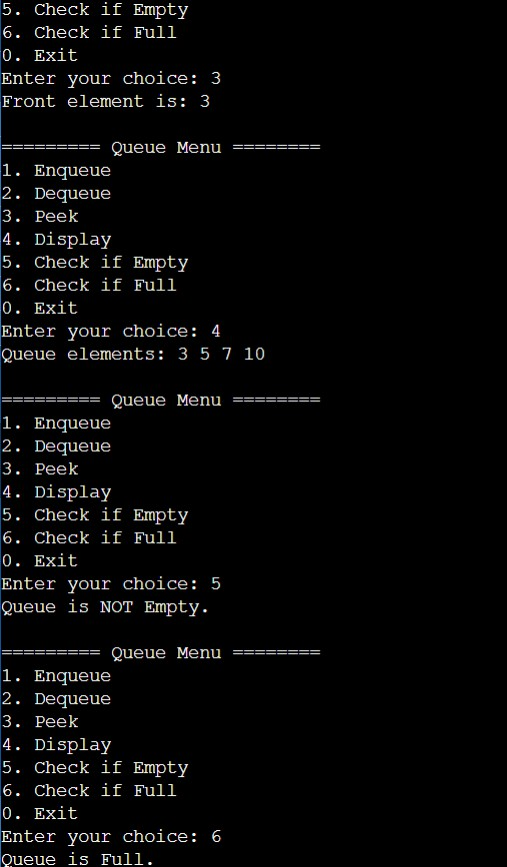 5. Check if Empty
6. Check if Full
0. Exit
Enter your choice: 3
Front element is: 3
========= Queue Menu ========
1. Enqueue
2. Dequeue
3. Peek
4. Display
5. Check if Empty
6. Check if Full
0. Exit
Enter your choice: 4
Queue elements: 3 5 7 10
========= Queue Menu ========
1. Enqueue
2. Dequeue
3. Peek
4. Display
5. Check if Empty
6. Check if Full
0. Exit
Enter your choice: 5
Queue is NOT Empty.
========= Queue Menu ========
1. Enqueue
2. Dequeue
3. Peek
4. Display
5. Check if Empty
6. Check if Full
0. Exit
Enter your choice: 6
Queue is Full.